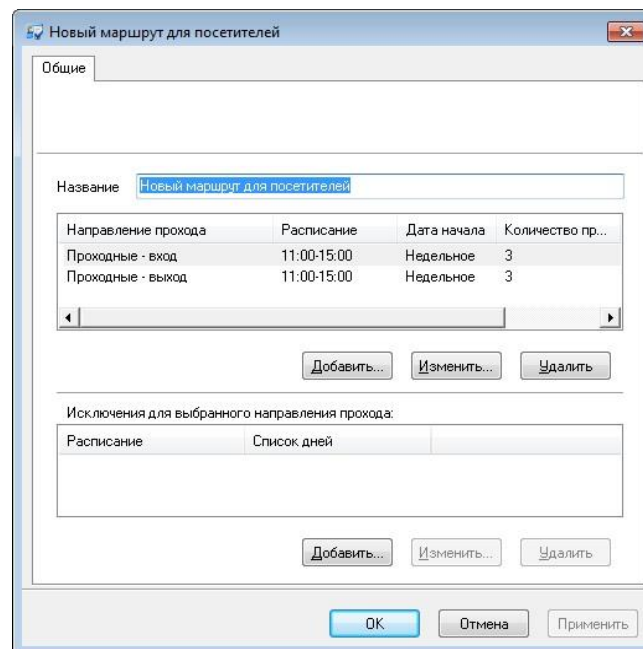 Новый маршрут для посетителей
Общие
Название Новый маршрут для посетителей
Направление прохода Расписание Дата начала Количество пр...
Проходные - вход 11:00-15:00 Недельное 3
Проходные - выход 11:00-15:00 Недельное 3
Добавить... Изменить... Удалить
Исключения для выбранного направления прохода:
Расписание Список дней
Добавить... Изменить... Удалить
OK Отмена Применить